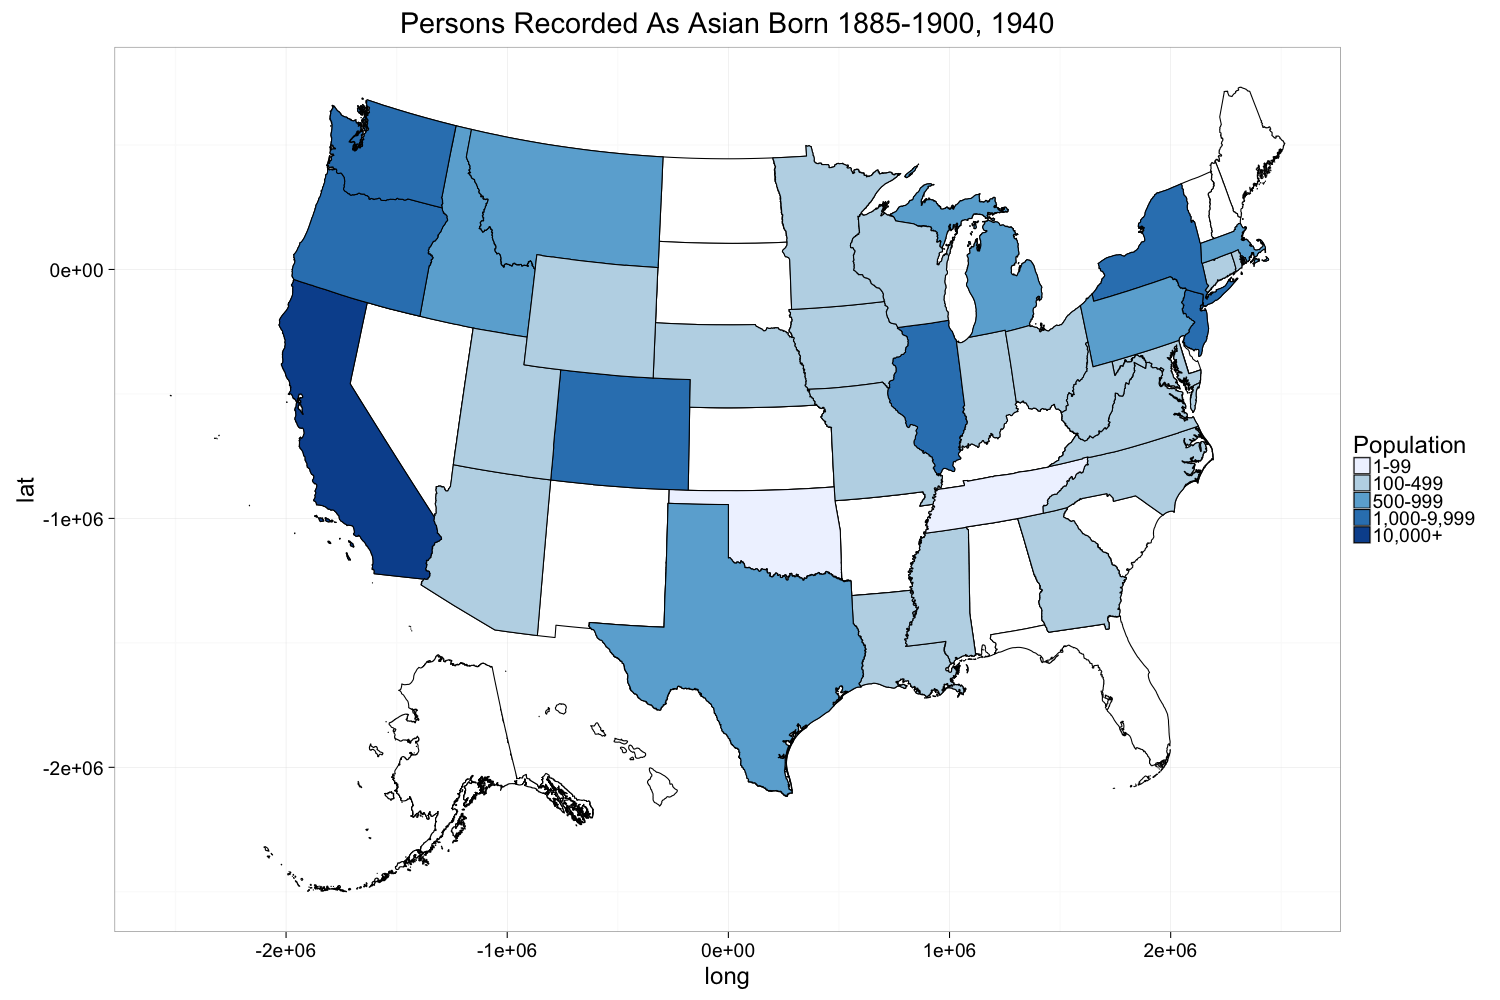 Persons Recorded As Asian Born 1885-1900, 1940
0e+00
-1e+06
-2e+06
lat
-2e+06
-1e+06
0e+00
1e+06
2e+06
long
Population
1-99
100-499
500-999
1,000-9,999
10,000+